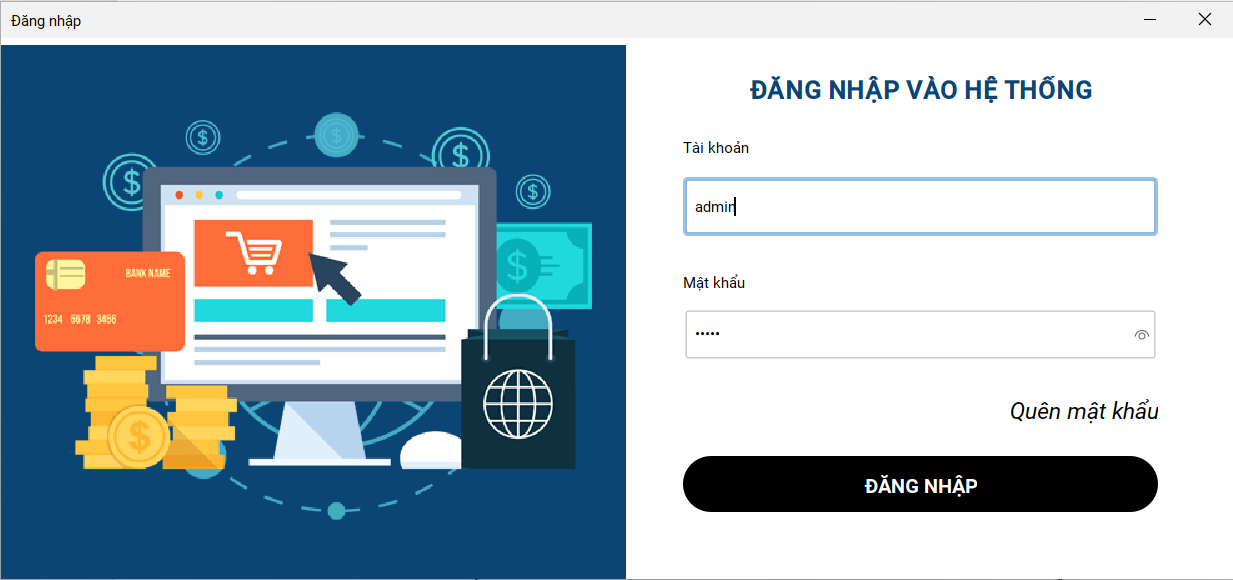 Đăng nhập
ĐĂNG NHẬP VÀO HỆ THỐNG
Tài khoản
admin
Mật khẩu
•••••
Quên mật khẩu
ĐĂNG NHẬP
BANK NAME
1234 5678 3456